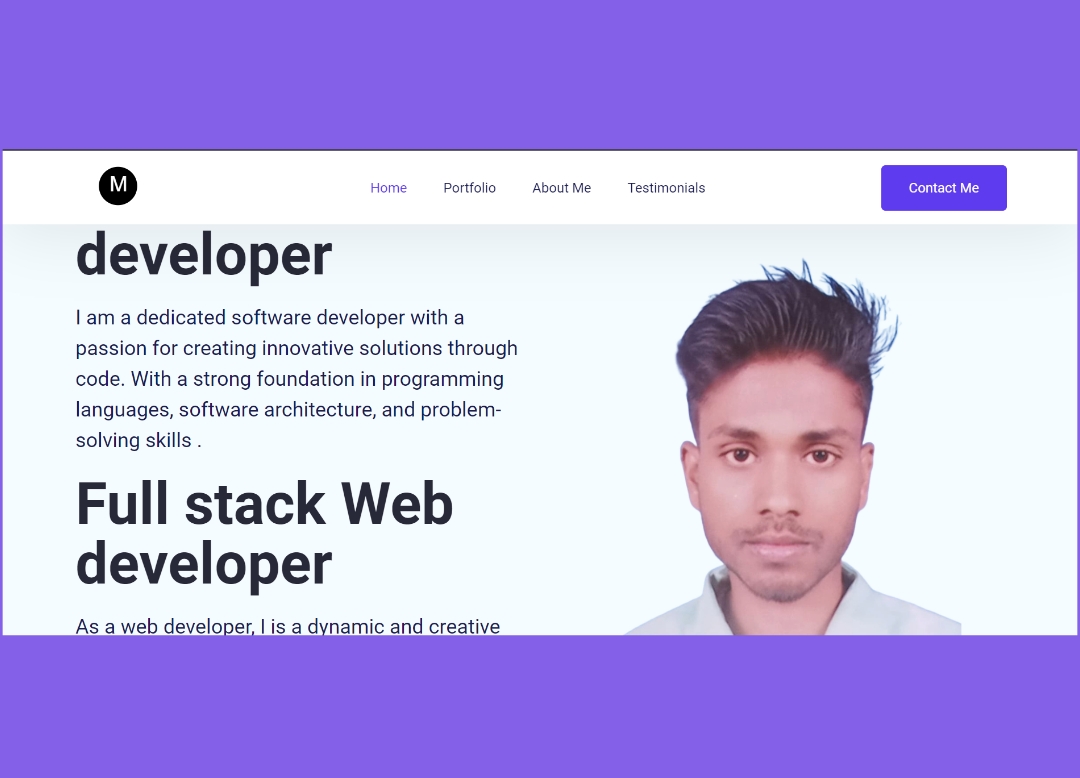 M
Home Portfolio About Me Testimonials Contact Me
developer
I am a dedicated software developer with a
passion for creating innovative solutions through
code. With a strong foundation in programming
languages, software architecture, and problem-
solving skills .
Full stack Web
developer
As a web developer, I is a dynamic and creative